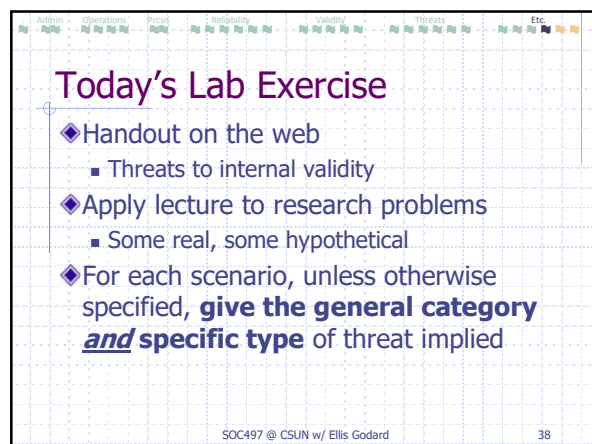 Admin Operations Prcsn Reliability Validity Threats Etc.
Today's Lab Exercise
Handout on the web
Threats to internal validity
Apply lecture to research problems
Some real, some hypothetical
For each scenario, unless otherwise
specified, give the general category
and specific type of threat implied
SOC497 @ CSUN w/ Ellis Godard 38